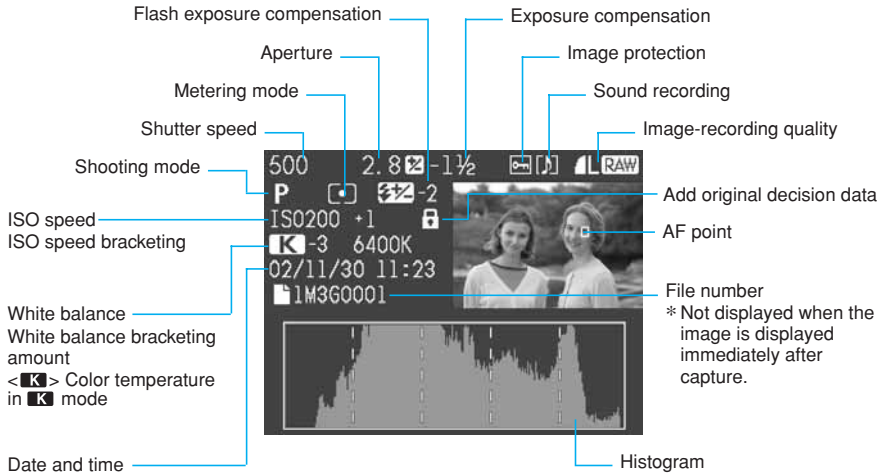 Flash exposure compensation
Exposure compensation
Aperture
Image protection
Metering mode
Sound recording
Shutter speed
Image-recording quality
Shooting mode
500 2.8 -1½ L RAW
P -2
Add original decision data
ISO speed
ISO200 +1
ISO speed bracketing
AF point
K -3 6400K
02/11/30 11:23
1M3G0001
File number
* Not displayed when the
image is displayed
immediately after
capture.
White balance
White balance bracketing
amount
<K> Color temperature
in K mode
Date and time
Histogram